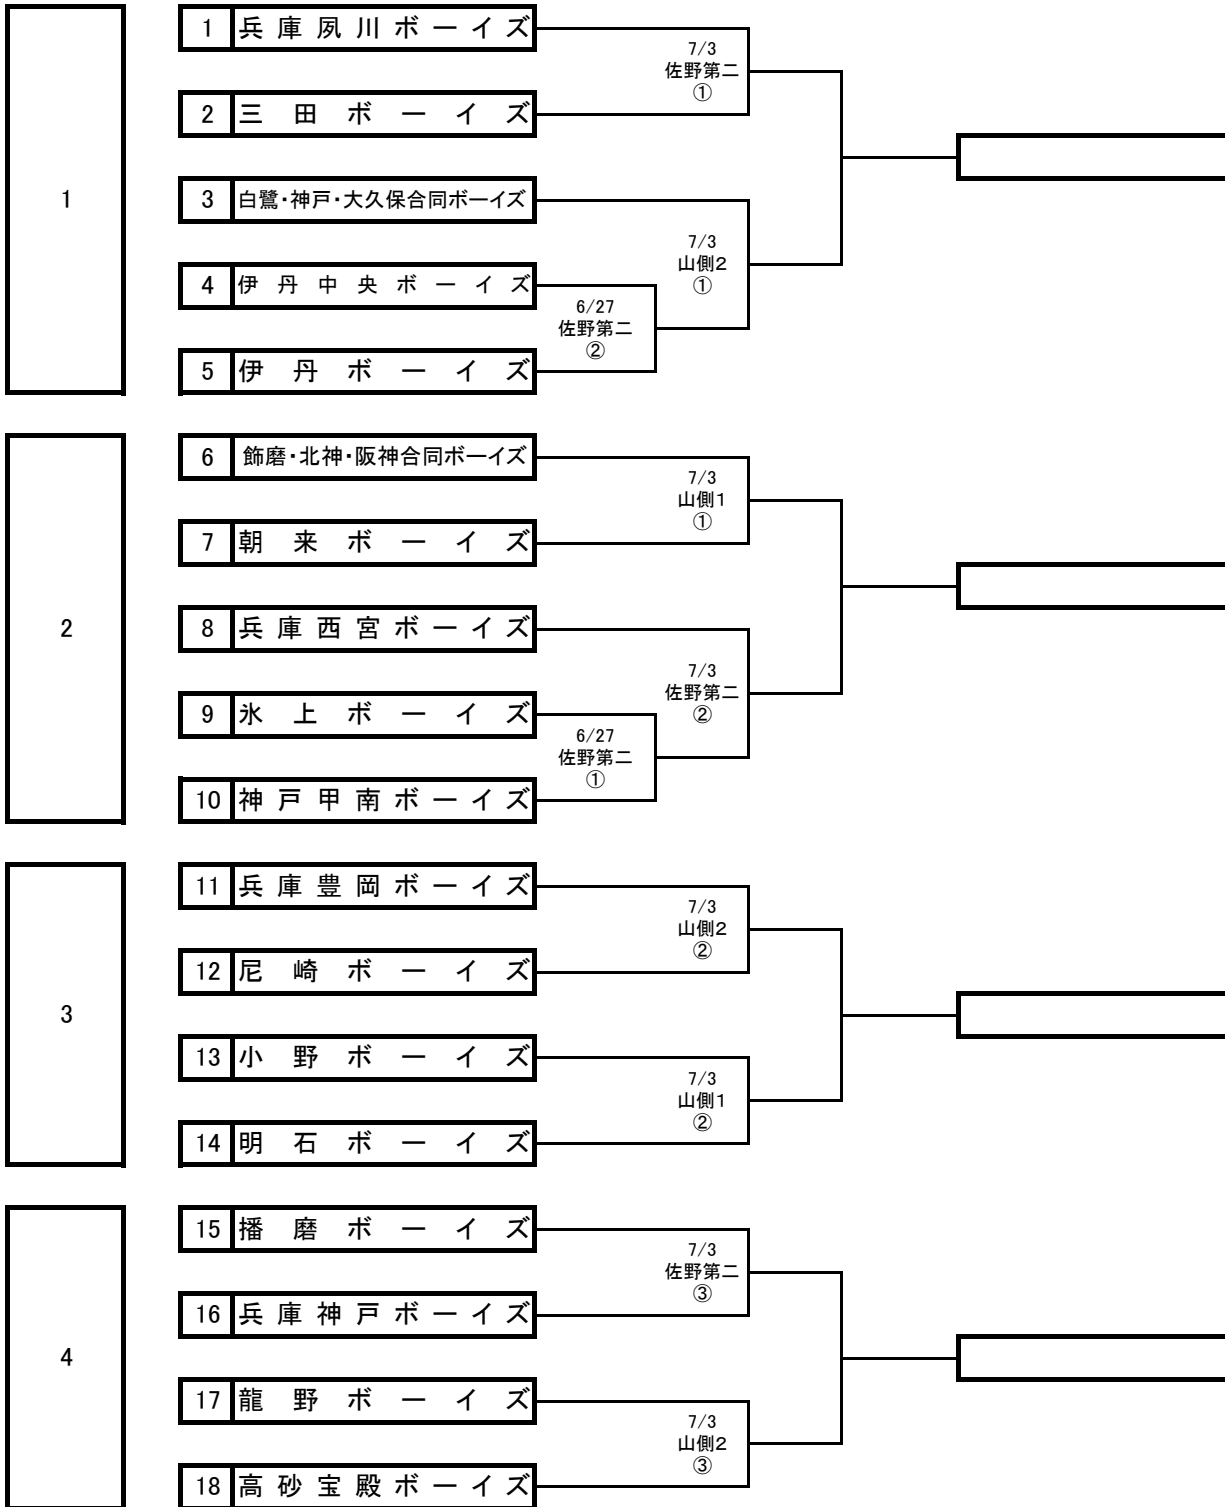 1 兵庫夙川ボーイズ
7/3
佐野第二
①
2 三田ボーイズ
1
3 白鷺・神戸・大久保合同ボーイズ
7/3
山側2
①
4 伊丹中央ボーイズ
6/27
佐野第二
②
5 伊丹ボーイズ
6 飾磨・北神・阪神合同ボーイズ
7/3
山側1
①
7 朝来ボーイズ
2
8 兵庫西宮ボーイズ
7/3
佐野第二
②
9 氷上ボーイズ
6/27
佐野第二
①
10 神戸甲南ボーイズ
11 兵庫豊岡ボーイズ
7/3
山側2
②
12 尼崎ボーイズ
3
13 小野ボーイズ
7/3
山側1
②
14 明石ボーイズ
15 播磨ボーイズ
7/3
佐野第二
③
16 兵庫神戸ボーイズ
4
17 龍野ボーイズ
7/3
山側2
③
18 高砂宝殿ボーイズ